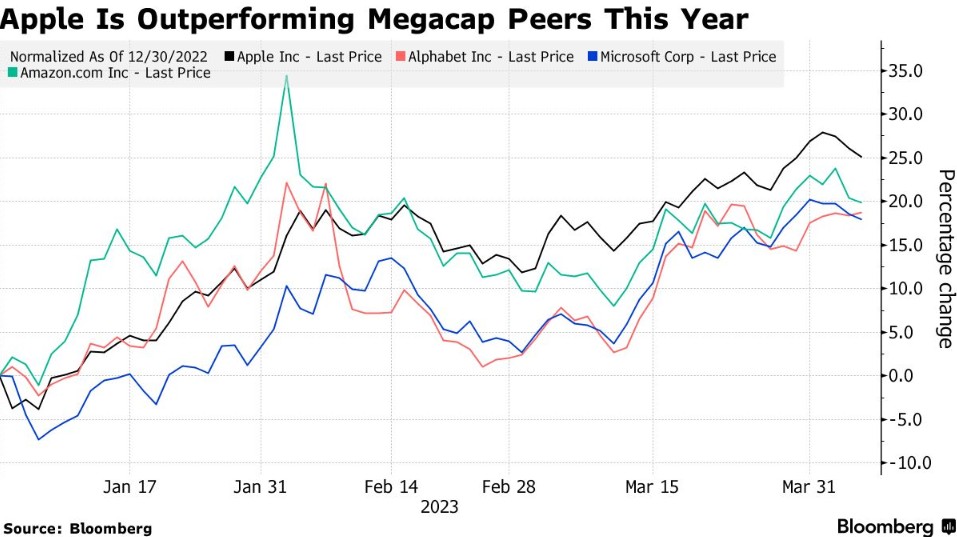 Apple Is Outperforming Megacap Peers This Year
Normalized As Of 12/30/2022 Apple Inc - Last Price Alphabet Inc - Last Price Microsoft Corp - Last Price
Amazon.com Inc - Last Price
35.0
30.0
25.0
20.0
15.0
10.0
5.0
0.0
-5.0
-10.0
Percentage change
Jan 17 Jan 31 Feb 14 Feb 28 Mar 15 Mar 31
2023
Source: Bloomberg
Bloomberg